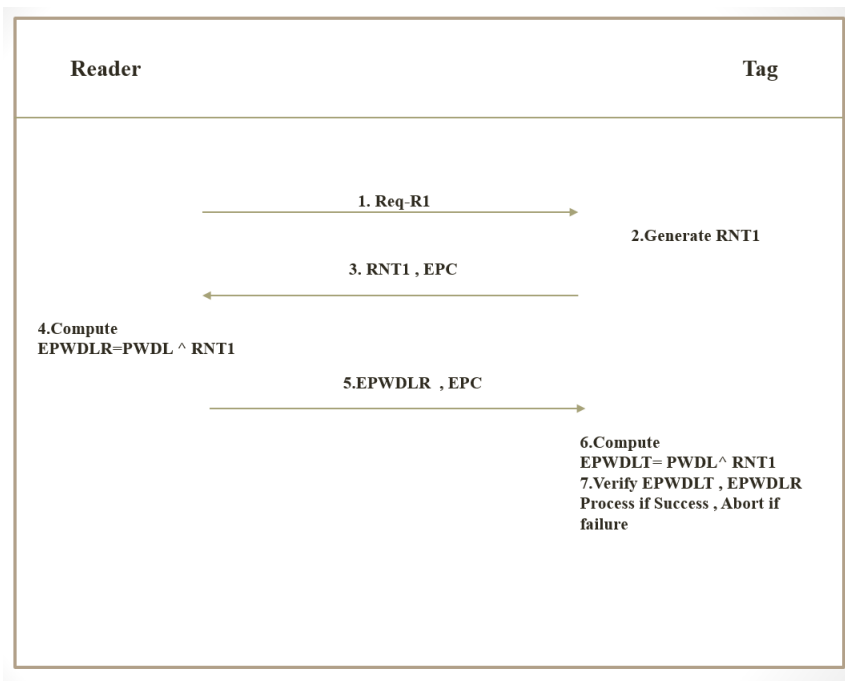 Reader
Tag
1. Req-R1
2.Generate RNT1
3. RNT1 , EPC
4.Compute
EPWDLR=PWDL ^ RNT1
5.EPWDLR , EPC
6.Compute
EPWDLT= PWDL^ RNT1
7.Verify EPWDLT , EPWDLR
Process if Success , Abort if
failure